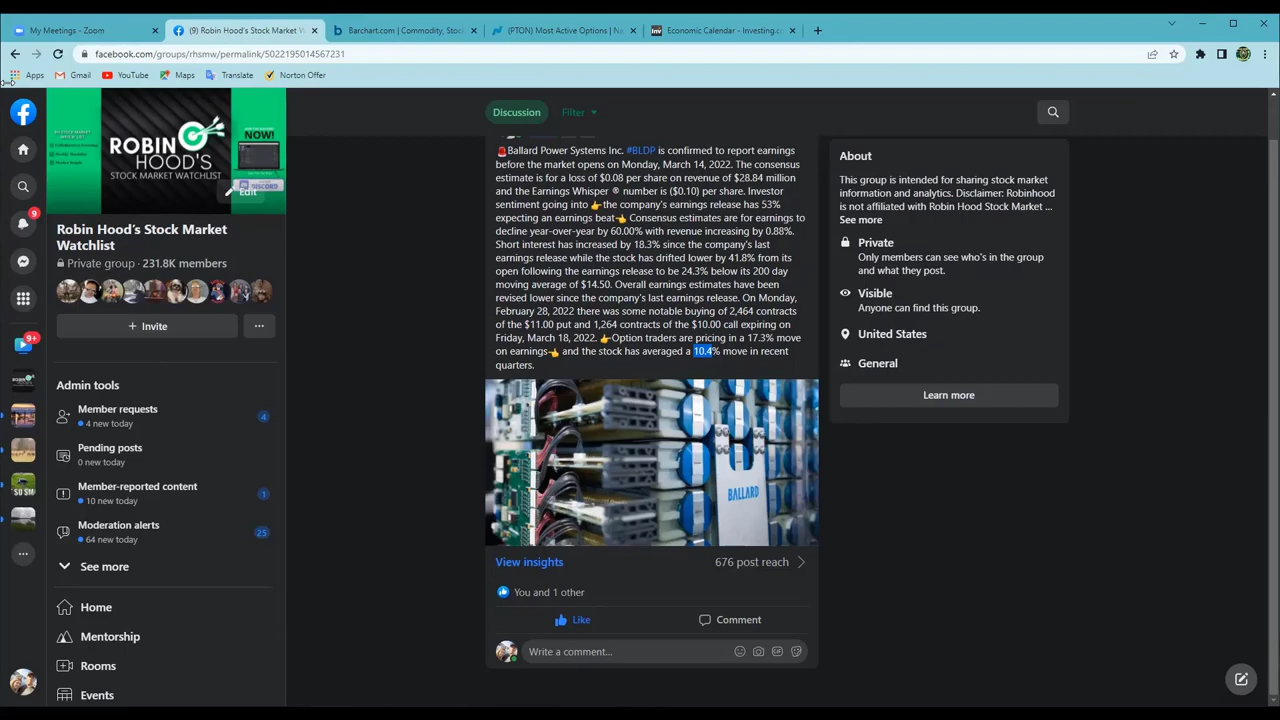 My Meetings - Zoom
(9) Robin Hood's Stock Market W
Barchart.com | Commodity, Stoc
(PTON) Most Active Options | Na
Economic Calendar - Investing.co
facebook.com/groups/rhsmw/permalink/5022195014567231
Apps
Gmail
YouTube
Maps
Translate
Norton Offer
ROBIN
HOOD'S
STOCK MARKET WATCHLIST
NOW!
DISCORD
Edit
Robin Hood's Stock Market
Watchlist
Private group · 231.8K members
+ Invite
Admin tools
Member requests
4 new today
4
Pending posts
0 new today
Member-reported content
10 new today
1
Moderation alerts
64 new today
25
See more
Home
Mentorship
Rooms
Events
9
9+
Discussion
Filter
🚨Ballard Power Systems Inc. #BLDP is confirmed to report earnings
before the market opens on Monday, March 14, 2022. The consensus
estimate is for a loss of $0.08 per share on revenue of $28.84 million
and the Earnings Whisper ® number is ($0.10) per share. Investor
sentiment going into 👉the company's earnings release has 53%
expecting an earnings beat👈 Consensus estimates are for earnings to
decline year-over-year by 60.00% with revenue increasing by 0.88%.
Short interest has increased by 18.3% since the company's last
earnings release while the stock has drifted lower by 41.8% from its
open following the earnings release to be 24.3% below its 200 day
moving average of $14.50. Overall earnings estimates have been
revised lower since the company's last earnings release. On Monday,
February 28, 2022 there was some notable buying of 2,464 contracts
of the $11.00 put and 1,264 contracts of the $10.00 call expiring on
Friday, March 18, 2022. 👉Option traders are pricing in a 17.3% move
on earnings👈 and the stock has averaged a 10.4% move in recent
quarters.
BALLARD
View insights
676 post reach
You and 1 other
Like
Comment
Write a comment…
About
This group is intended for sharing stock market
information and analytics. Disclaimer: Robinhood
is not affiliated with Robin Hood Stock Market ...
See more
Private
Only members can see who's in the group
and what they post.
Visible
Anyone can find this group.
United States
General
Learn more